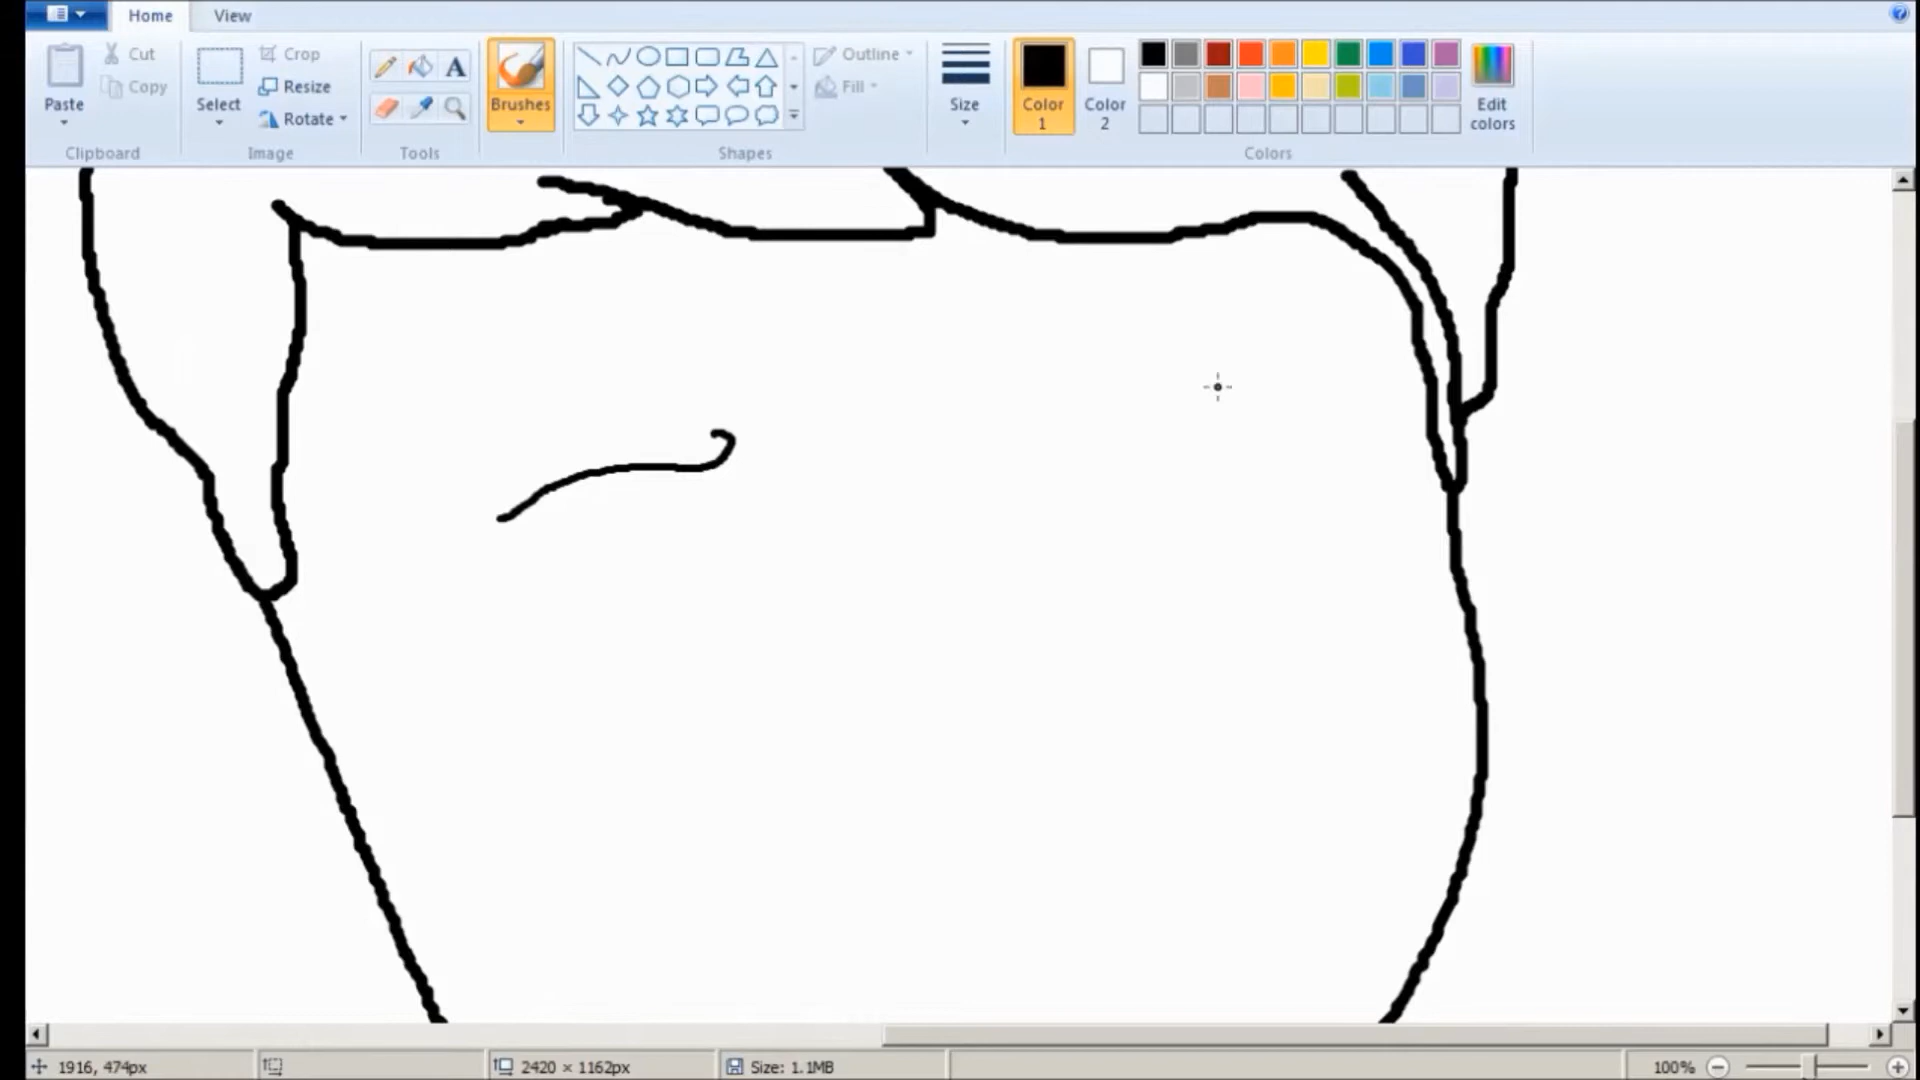 Home View
Paste
Cut
Copy
Clipboard
Select
Crop
Resize
Rotate
Image
A
Tools
Brushes
Outline
Fill
Shapes
Size
Color
1
Color
2
Edit
colors
Colors
1916, 474px
2420 × 1162px
Size: 1.1MB
100%